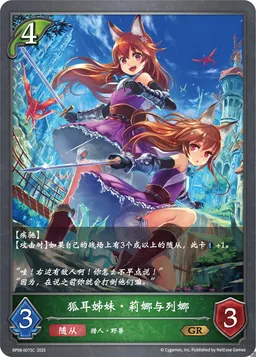 4
【疾驰】
【攻击时】如果自己的战场上有3个或以上的随从，此卡 +1。
“哇！右边有敌人啊！你怎么不早点说？”
因为，在说之前你就会打倒他们嘛。
狐耳姊妹·莉娜与列娜
3
随从
猎人·野兽
GR
3
BP08-007SC 2025
© Cygames, Inc. Published by NetEase Games